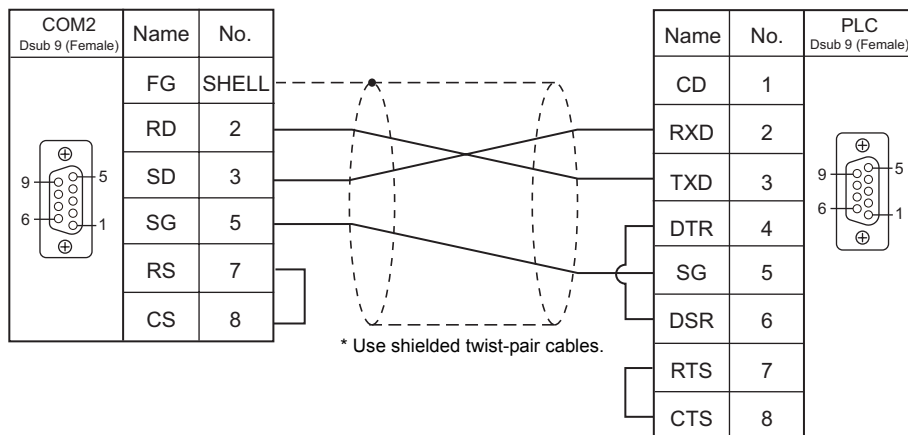 COM2
Dsub 9 (Female)
Name No.
FG SHELL
RD 2
SD 3
SG 5
RS 7
CS 8
9 5
6 1
* Use shielded twist-pair cables.
Name No.
PLC
Dsub 9 (Female)
CD 1
RXD 2
TXD 3
DTR 4
SG 5
DSR 6
RTS 7
CTS 8
9 5
6 1